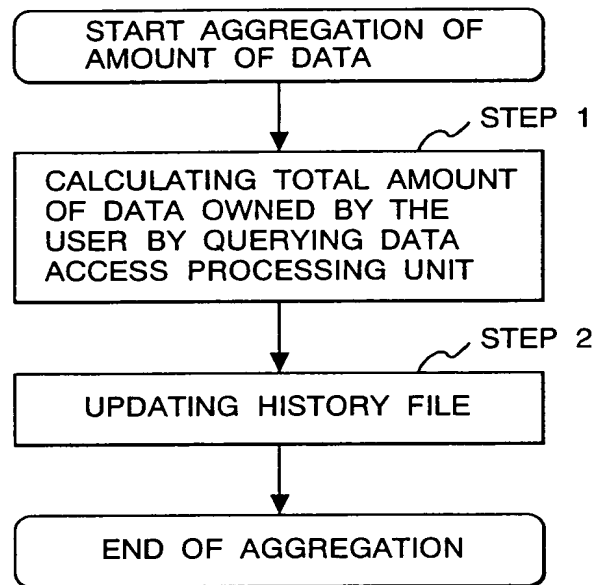 START AGGREGATION OF
AMOUNT OF DATA
STEP 1
CALCULATING TOTAL AMOUNT
OF DATA OWNED BY THE
USER BY QUERYING DATA
ACCESS PROCESSING UNIT
STEP 2
UPDATING HISTORY FILE
END OF AGGREGATION